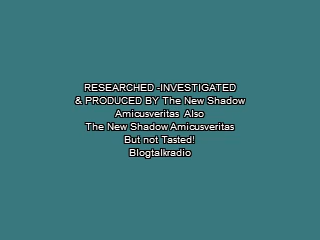 RESEARCHED -INVESTIGATED
& PRODUCED BY The New Shadow
Amicusveritas Also
The New Shadow Amicusveritas
But not Tasted!
Blogtalkradio